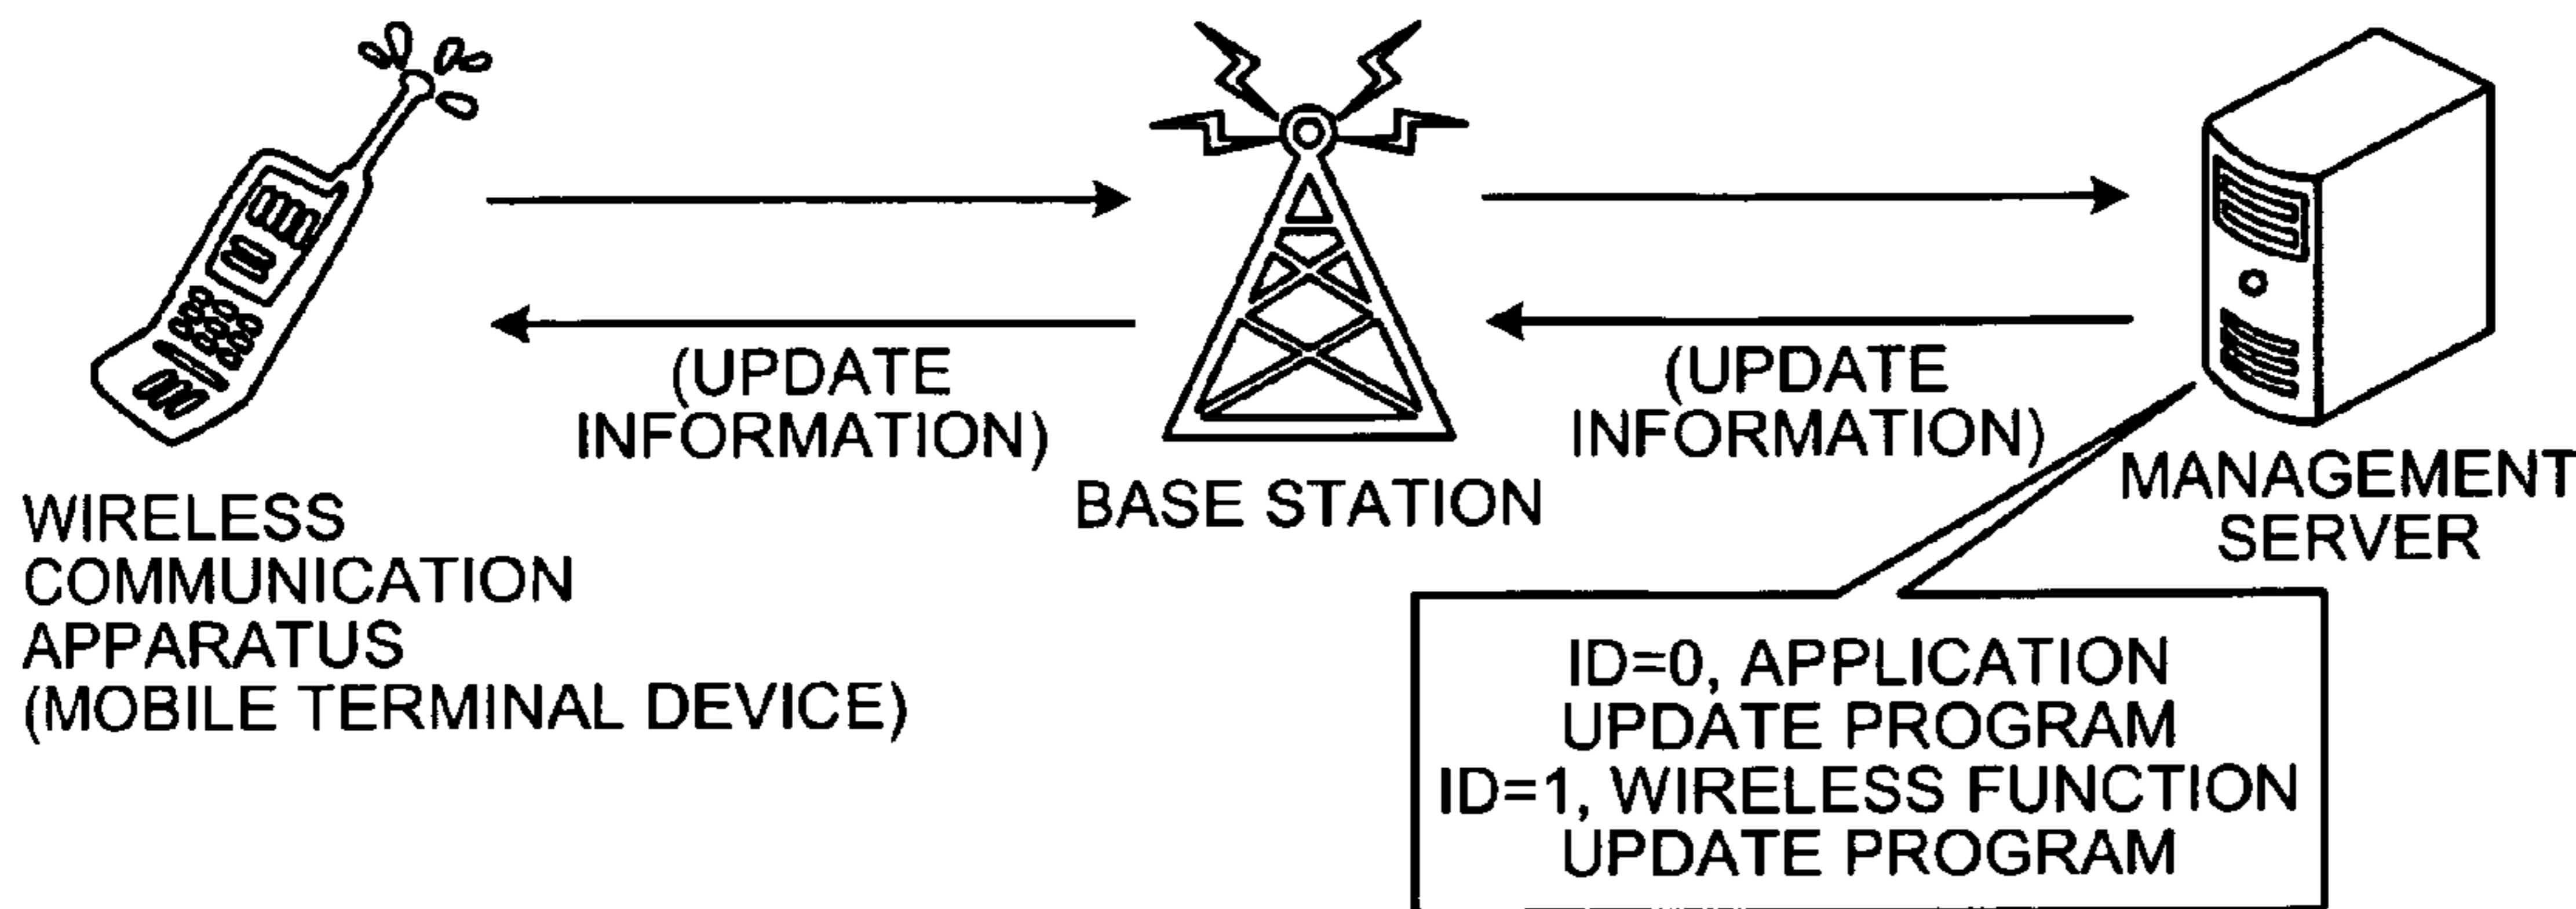 (UPDATE
INFORMATION)
(UPDATE
INFORMATION)
WIRELESS
COMMUNICATION
APPARATUS
(MOBILE TERMINAL DEVICE)
BASE STATION
MANAGEMENT
SERVER
ID=0, APPLICATION
UPDATE PROGRAM
ID=1, WIRELESS FUNCTION
UPDATE PROGRAM